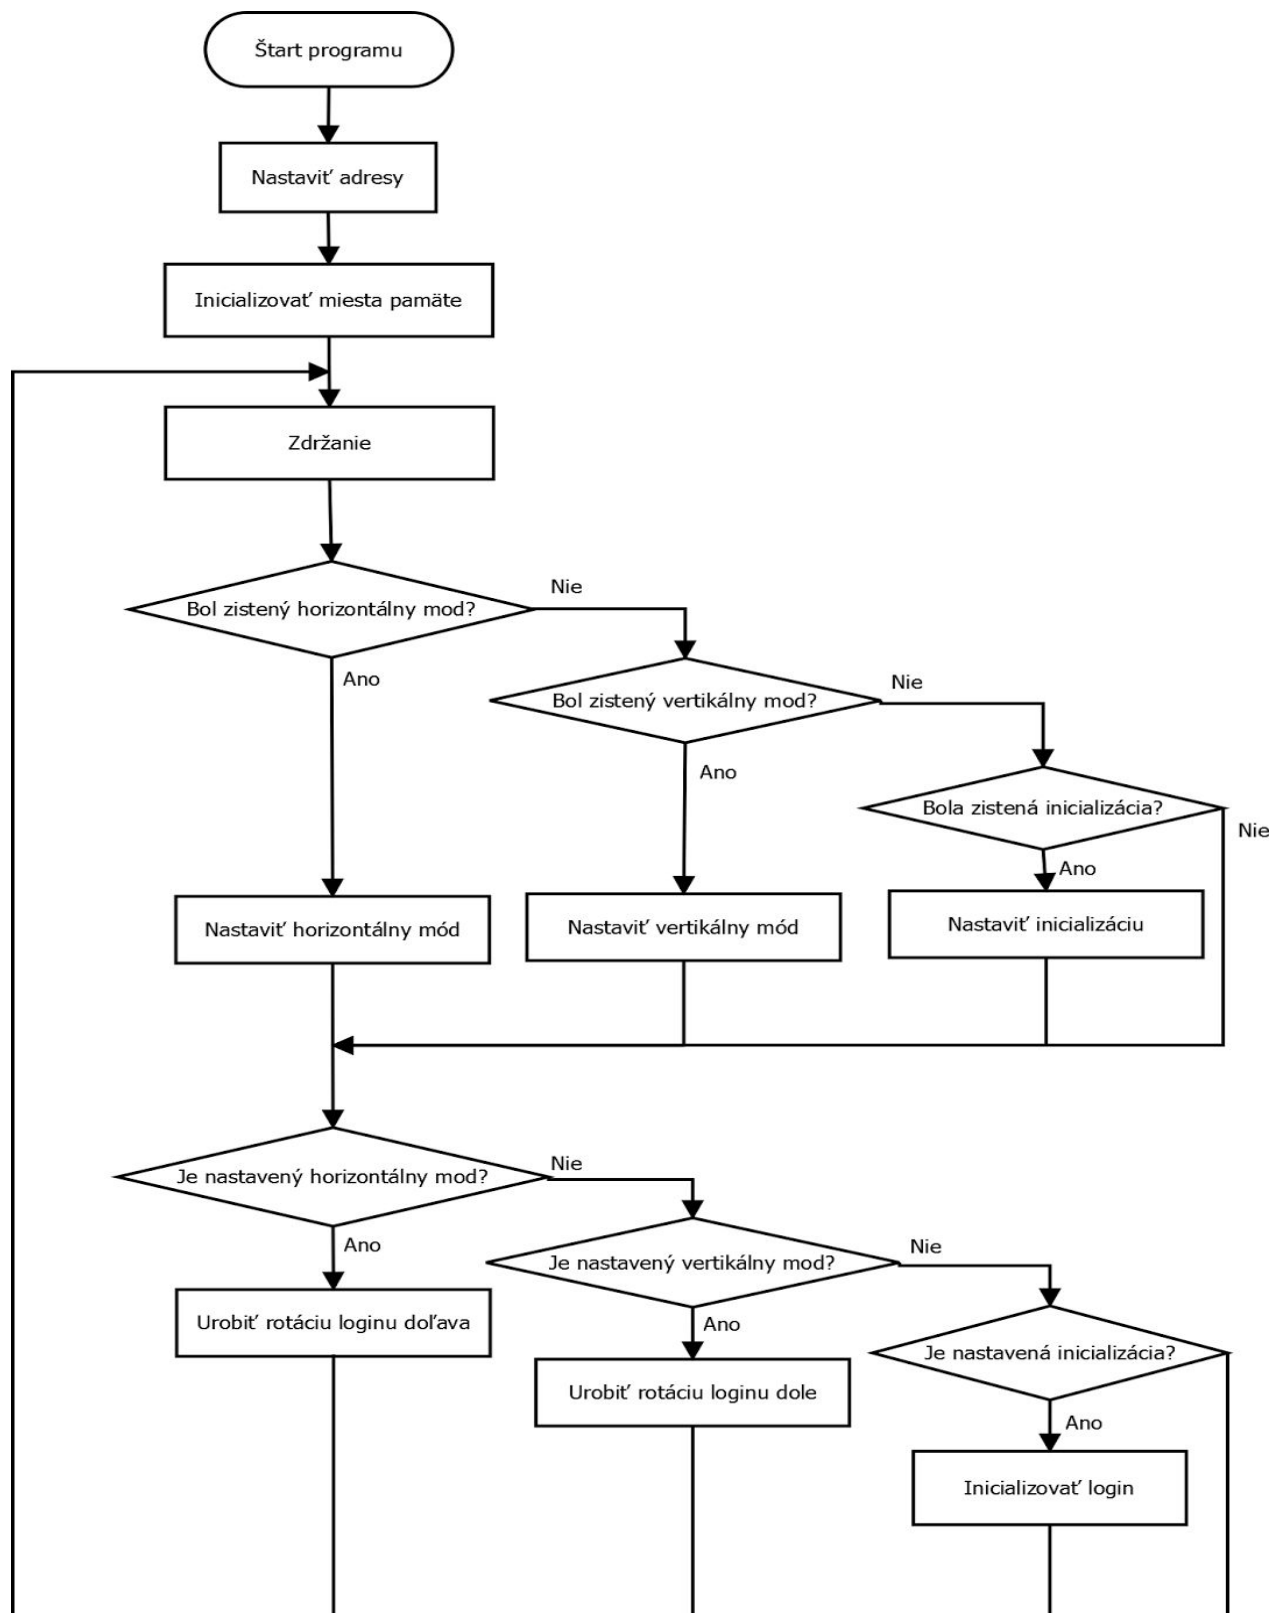 Štart programu
Nastaviť adresy
Inicializovať miesta pamäte
Zdržanie
Bol zistený horizontálny mod?
Nie
Ano
Bol zistený vertikálny mod?
Nie
Ano
Bola zistená inicializácia?
Nie
Ano
Nastaviť horizontálny mód
Nastaviť vertikálny mód
Nastaviť inicializáciu
Je nastavený horizontálny mod?
Nie
Ano
Je nastavený vertikálny mod?
Nie
Ano
Urobiť rotáciu loginu doľava
Je nastavená inicializácia?
Urobiť rotáciu loginu dole
Ano
Inicializovať login